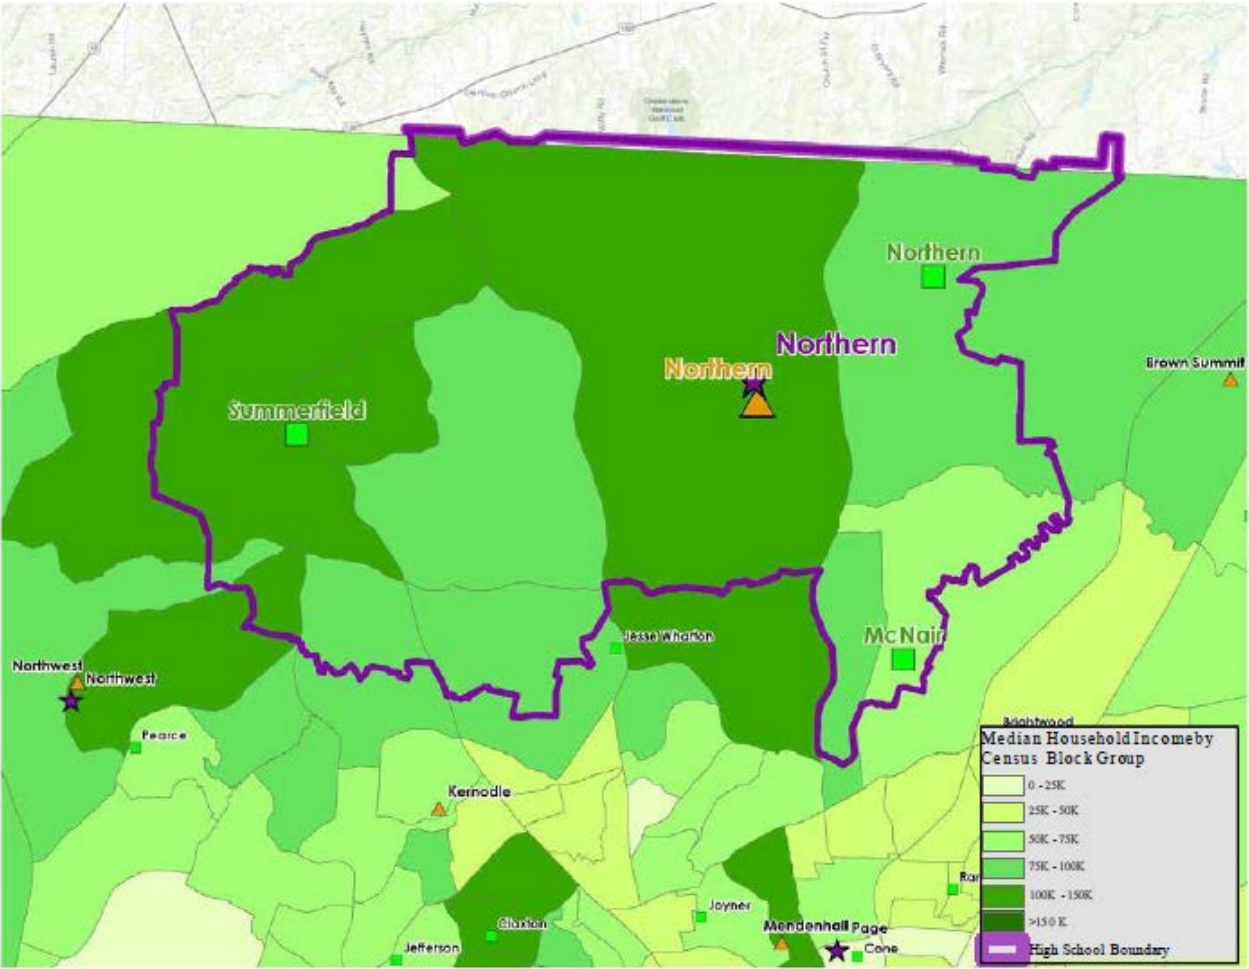 Northern
Northern
Northern
Brown Summit
Summerfield
Jesse Wharton
McNair
Northwest
Northwest
Pearce
Brightwood
Kernodle
Joyner
Claxton
Mendenhall Page
Jefferson
Cone
Median Household Incomeby
Census Block Group
0 - 25K
25K - 50K
50K - 75K
75K - 100K
100K - 150K
>150 K
High School Boundary